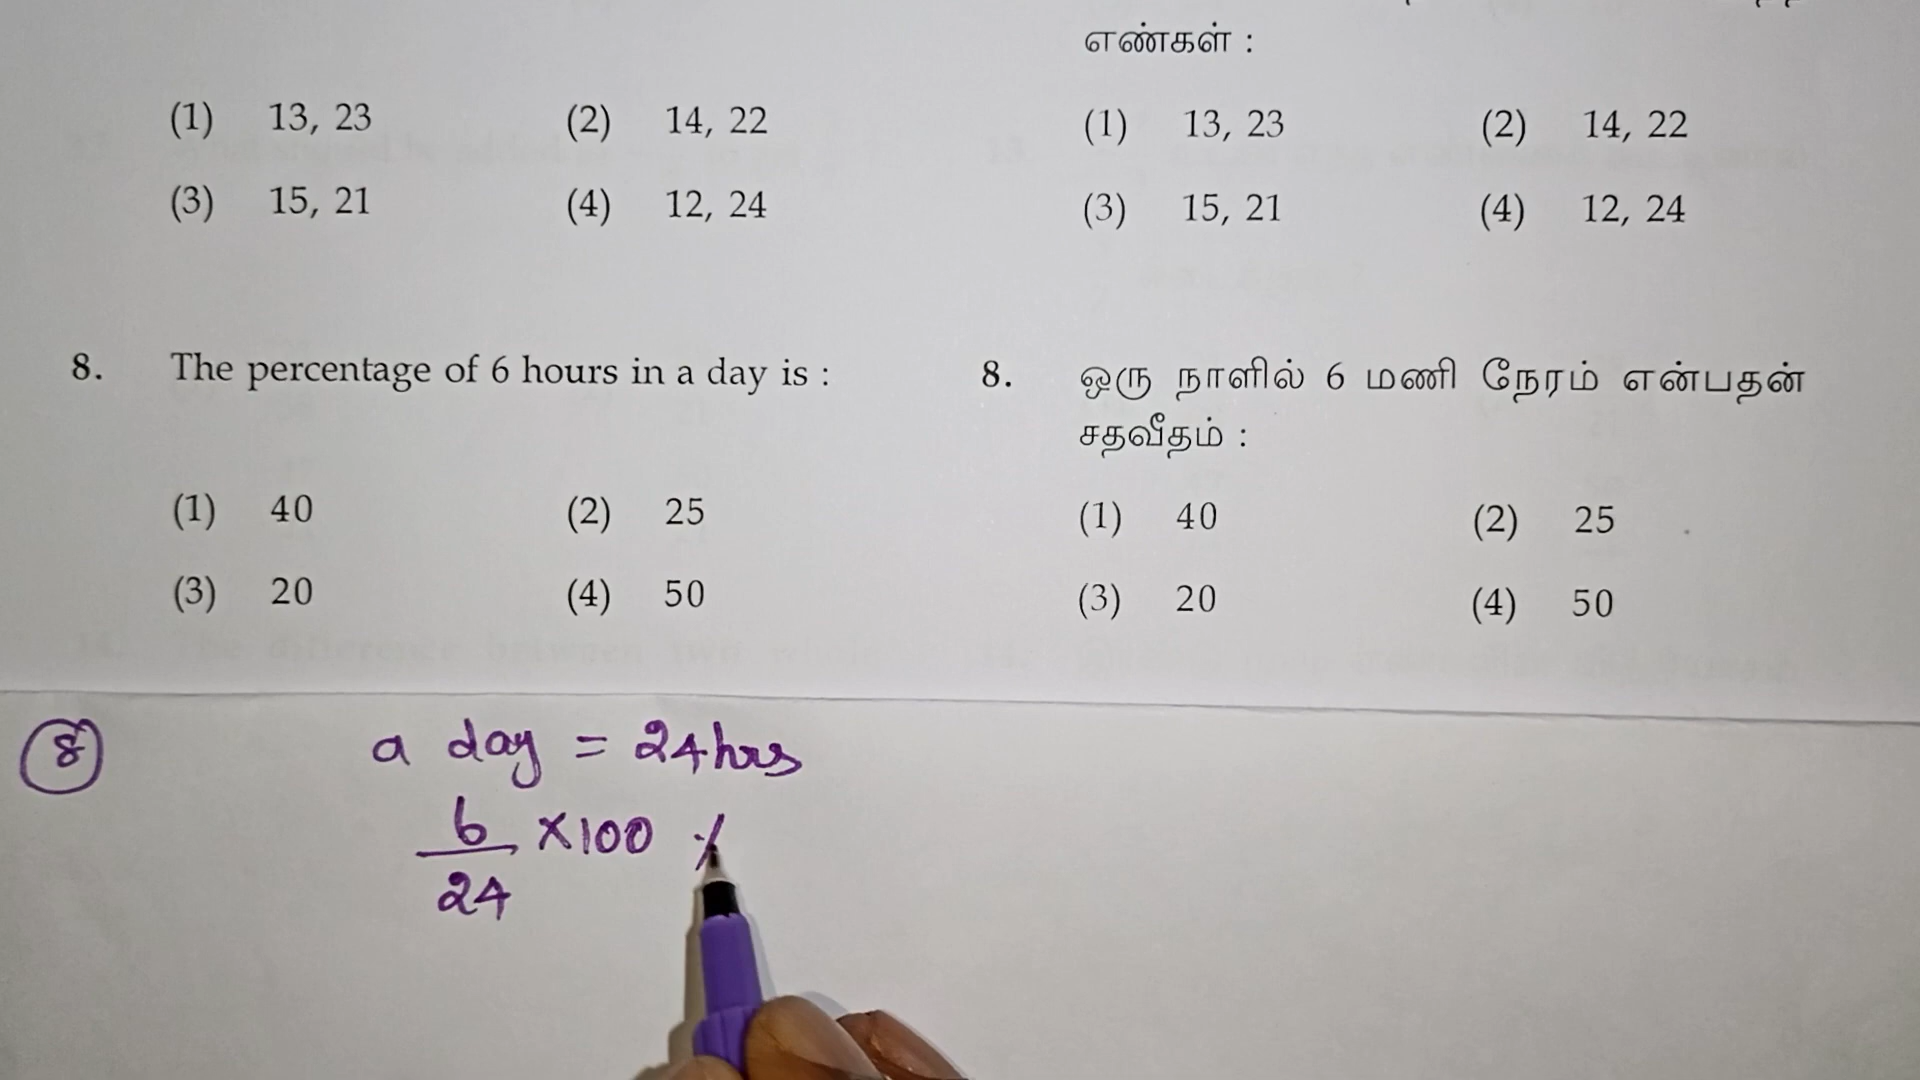 எண்கள் :
(1) 13, 23 (2) 14, 22
(3) 15, 21 (4) 12, 24
(1) 13, 23 (2) 14, 22
(3) 15, 21 (4) 12, 24
8. The percentage of 6 hours in a day is :
(1) 40 (2) 25
(3) 20 (4) 50
8. ஒரு நாளில் 6 மணி நேரம் என்பதன்
சதவீதம் :
(1) 40 (2) 25
(3) 20 (4) 50
8 a day = 24 hrs
6/24 × 100 %